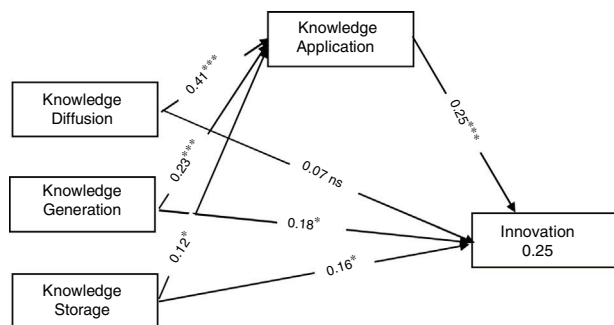 Knowledge
Application
0.41***
Knowledge
Diffusion
0.25***
0.23***
0.07 ns
Knowledge
Generation
0.18*
Innovation
0.25
0.12*
0.16*
Knowledge
Storage